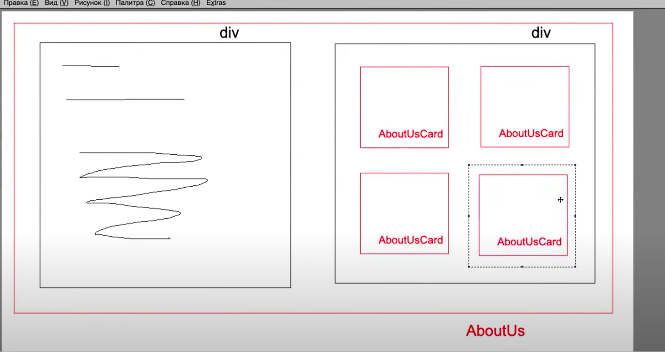 Правка (E) Вид (V) Рисунок (I) Палитра (C) Справка (H) Extras
div div
AboutUsCard AboutUsCard
AboutUsCard AboutUsCard
AboutUs